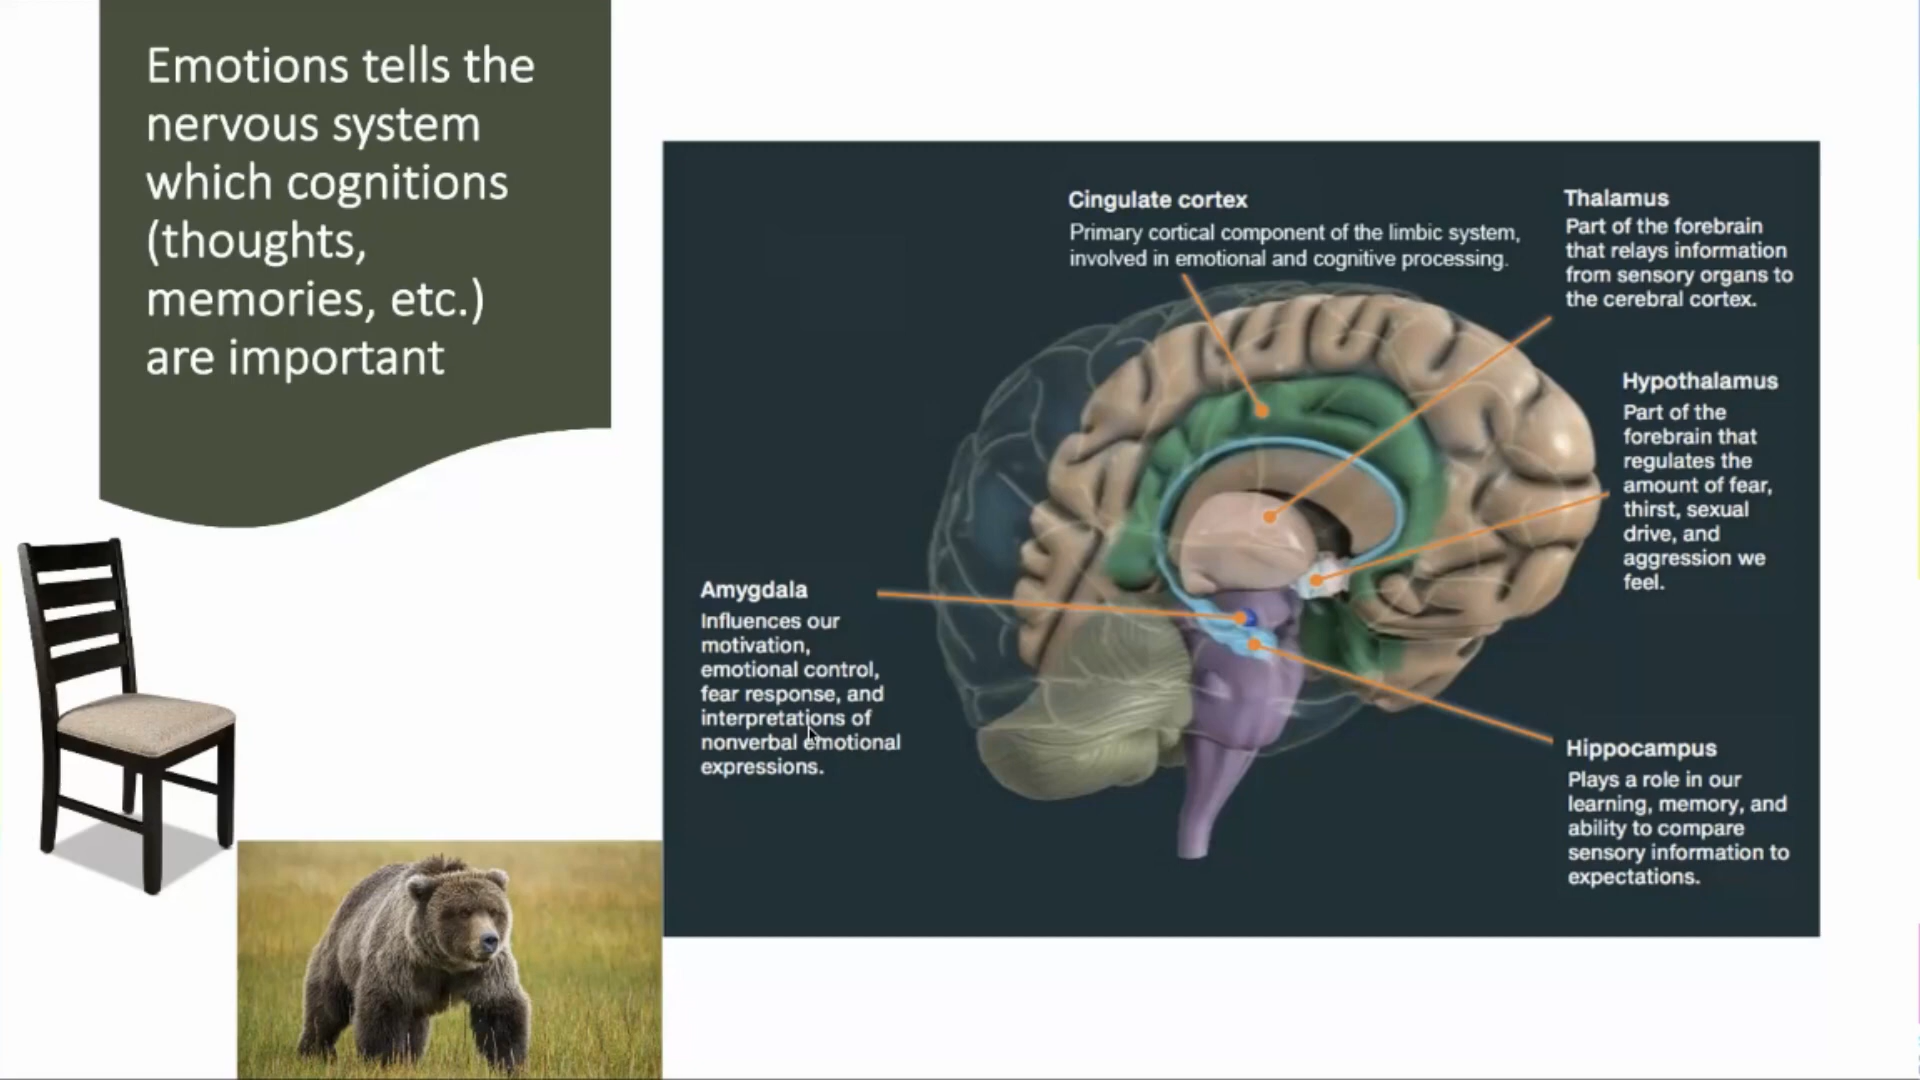 Emotions tells the
nervous system
which cognitions
(thoughts,
memories, etc.)
are important
Cingulate cortex
Primary cortical component of the limbic system,
involved in emotional and cognitive processing.
Thalamus
Part of the forebrain
that relays information
from sensory organs to
the cerebral cortex.
Hypothalamus
Part of the
forebrain that
regulates the
amount of fear,
thirst, sexual
drive, and
aggression we
feel.
Amygdala
Influences our
motivation,
emotional control,
fear response, and
interpretations of
nonverbal emotional
expressions.
Hippocampus
Plays a role in our
learning, memory, and
ability to compare
sensory information to
expectations.